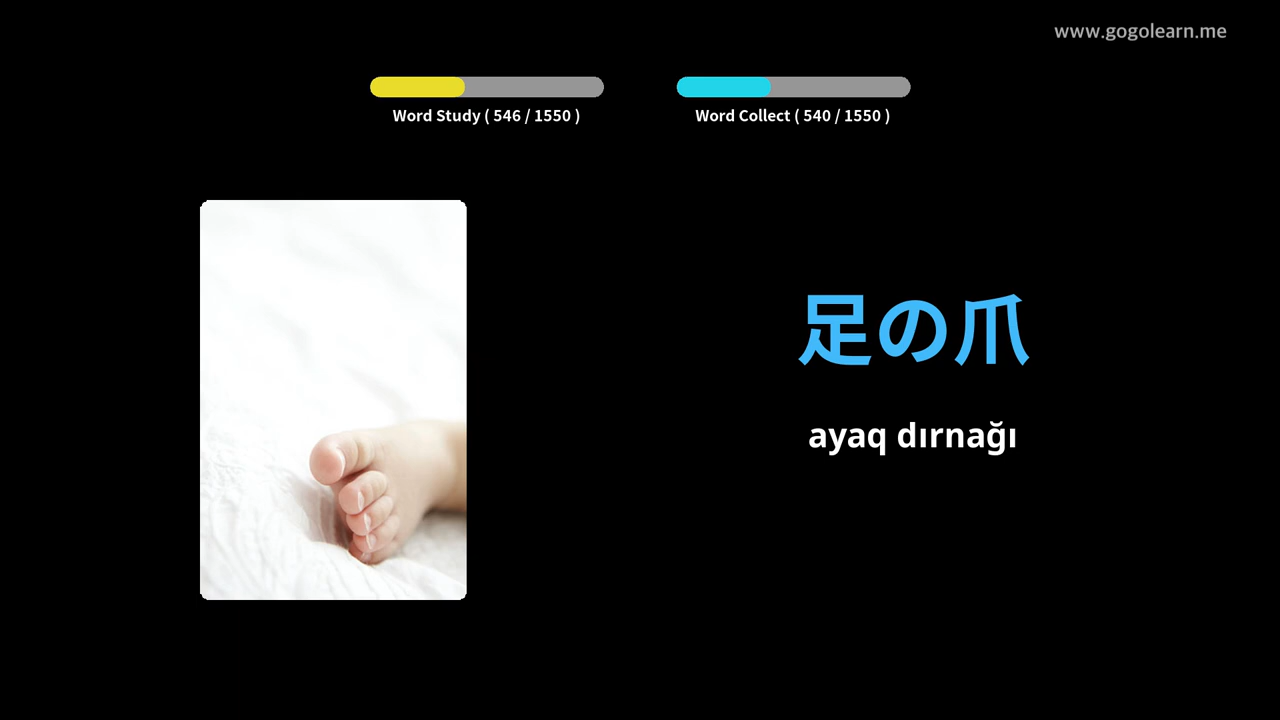 www.gogolearn.me
Word Study ( 546 / 1550 )
Word Collect ( 540 / 1550 )
足の爪
ayaq dırnağı